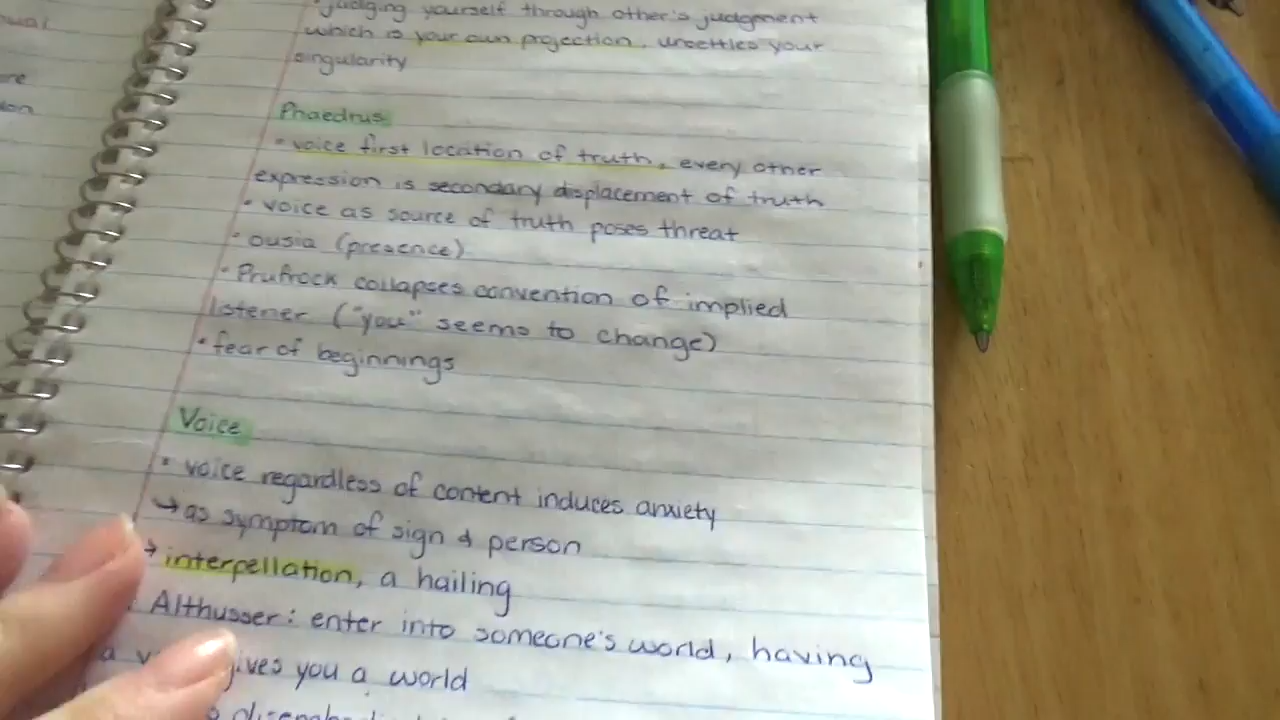 judging yourself through other's judgment
which is your own projection, unsettles your
singularity
Phaedrus
• voice first location of truth, every other
expression is secondary displacement of truth
• voice as source of truth poses threat
• ousia (presence)
• Prufrock collapses convention of implied
listener ("you" seems to change)
• fear of beginnings
Voice
• voice regardless of content induces anxiety
→ as symptom of sign & person
→ interpellation, a hailing
Althusser: enter into someone's world, having
a gives you a world